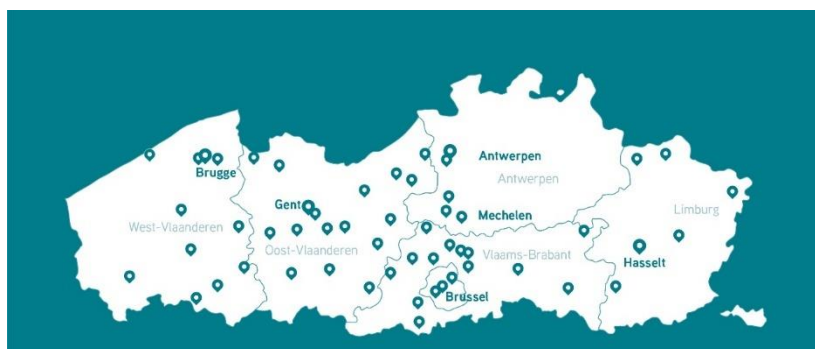 Antwerpen
Brugge
Antwerpen
Gent
Limburg
Mechelen
West-Vlaanderen
Oost-Vlaanderen
Vlaams-Brabant
Hasselt
Brussel